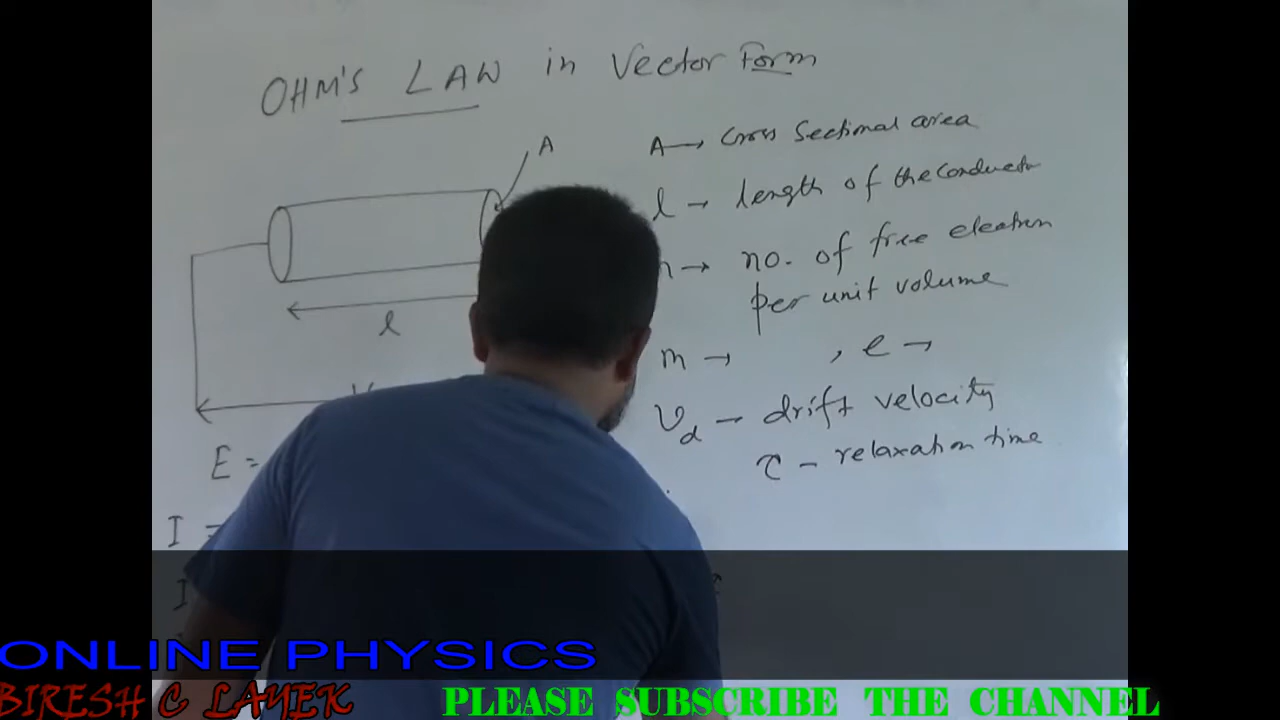 OHM'S LAW in Vector Form
A
A → Cross Sectional area
l → length of the Conductor
n → no. of free electron
per unit volume
l
m → , e →
V
v_d → drift velocity
τ - relaxation time
E =
I =
I
ONLINE PHYSICS
BIRESH C LAYEK
PLEASE SUBSCRIBE THE CHANNEL